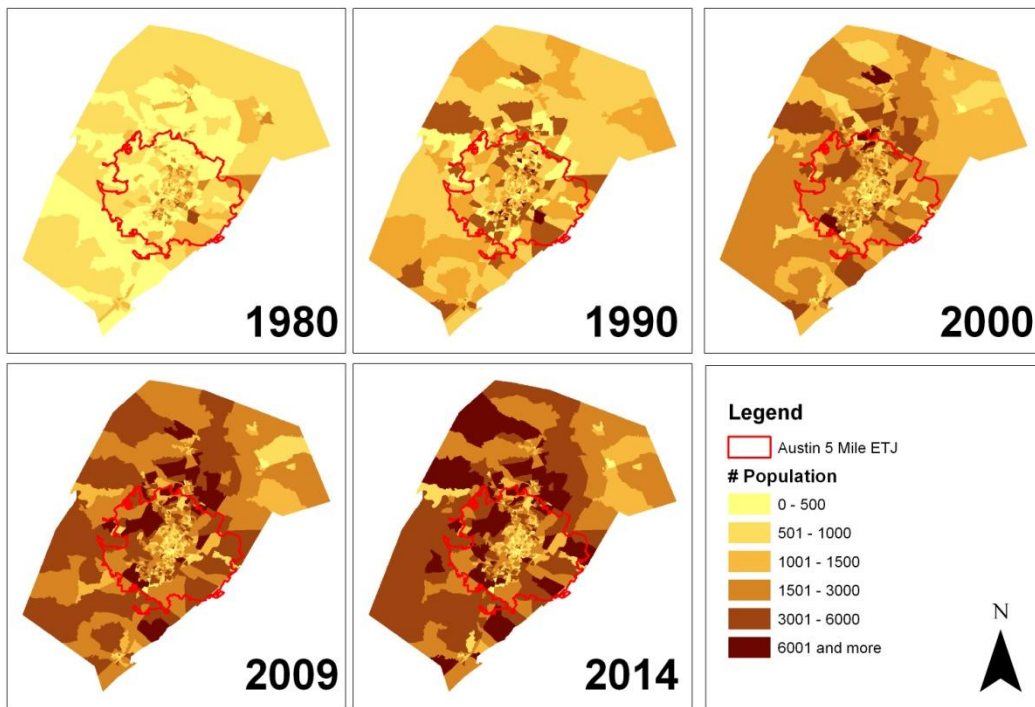 1980
1990
2000
2009
2014
Legend
Austin 5 Mile ETJ
# Population
0 - 500
501 - 1000
1001 - 1500
1501 - 3000
3001 - 6000
6001 and more
N